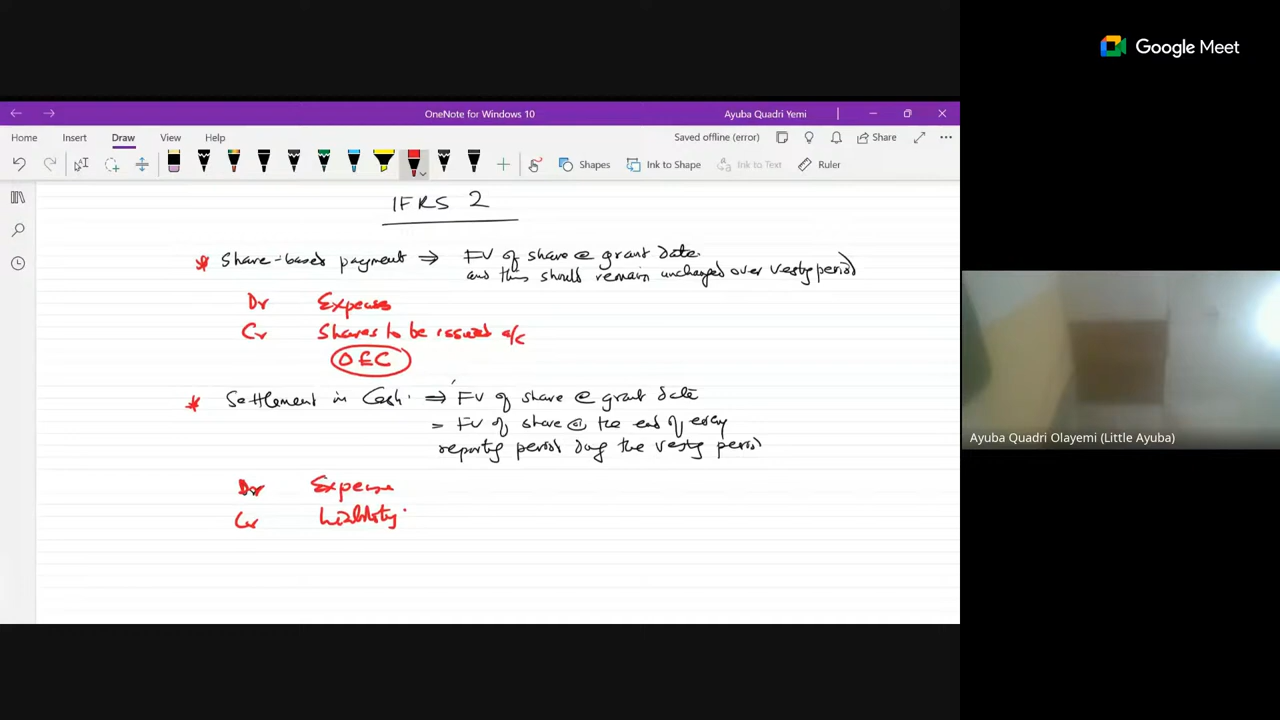 Google Meet
OneNote for Windows 10
Ayuba Quadri Yemi
Home Insert Draw View Help
Saved offline (error)
Share
Shapes Ink to Shape Ink to Text Ruler
IFRS 2
* Share-based payment ⇒ FV of share @ grant date
and this should remain unchanged over vesting period)
Dr Expense
Cr Shares to be issued a/c
OEC
* Settlement in Cash. ⇒ FV of share @ grant date
= FV of share @ the end of every
reporting period during the vesting period
Dr Expense
Cr Liability
Ayuba Quadri Olayemi (Little Ayuba)